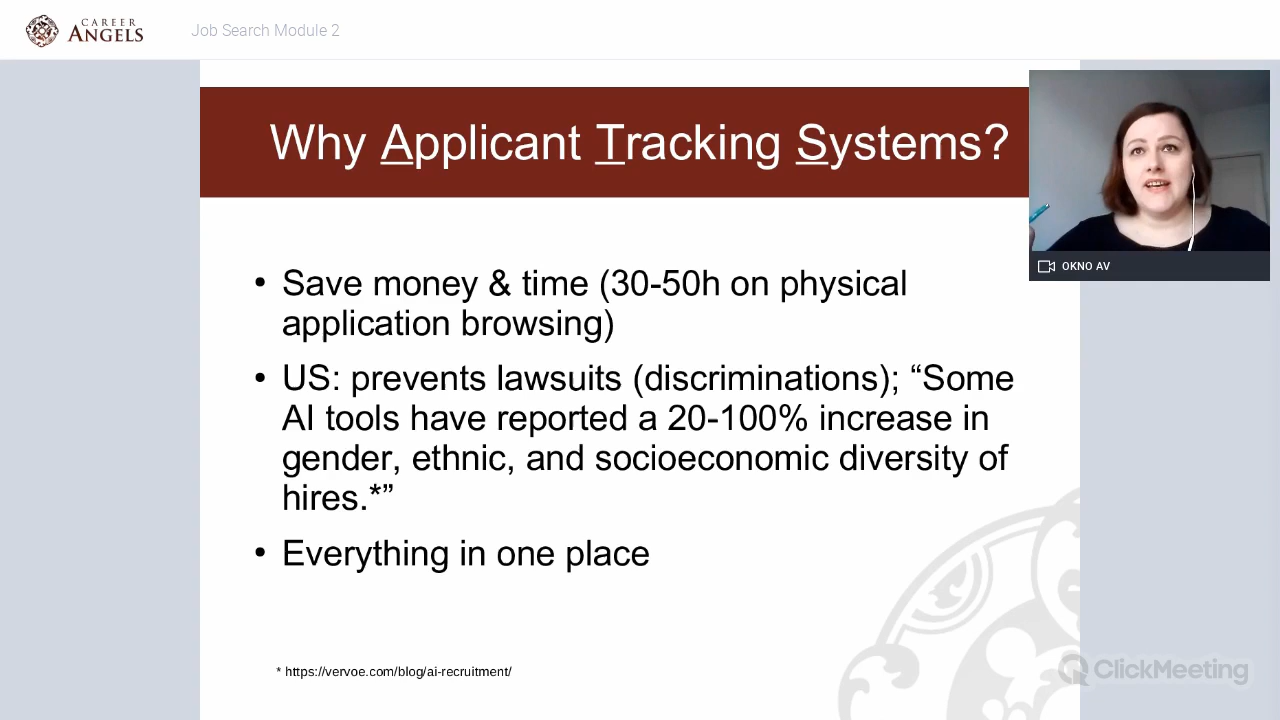 CAREER
ANGELS
Job Search Module 2
Why Applicant Tracking Systems?
OKNO AV
• Save money & time (30-50h on physical
application browsing)
• US: prevents lawsuits (discriminations); “Some
AI tools have reported a 20-100% increase in
gender, ethnic, and socioeconomic diversity of
hires.*”
• Everything in one place
* https://vervoe.com/blog/ai-recruitment/
ClickMeeting